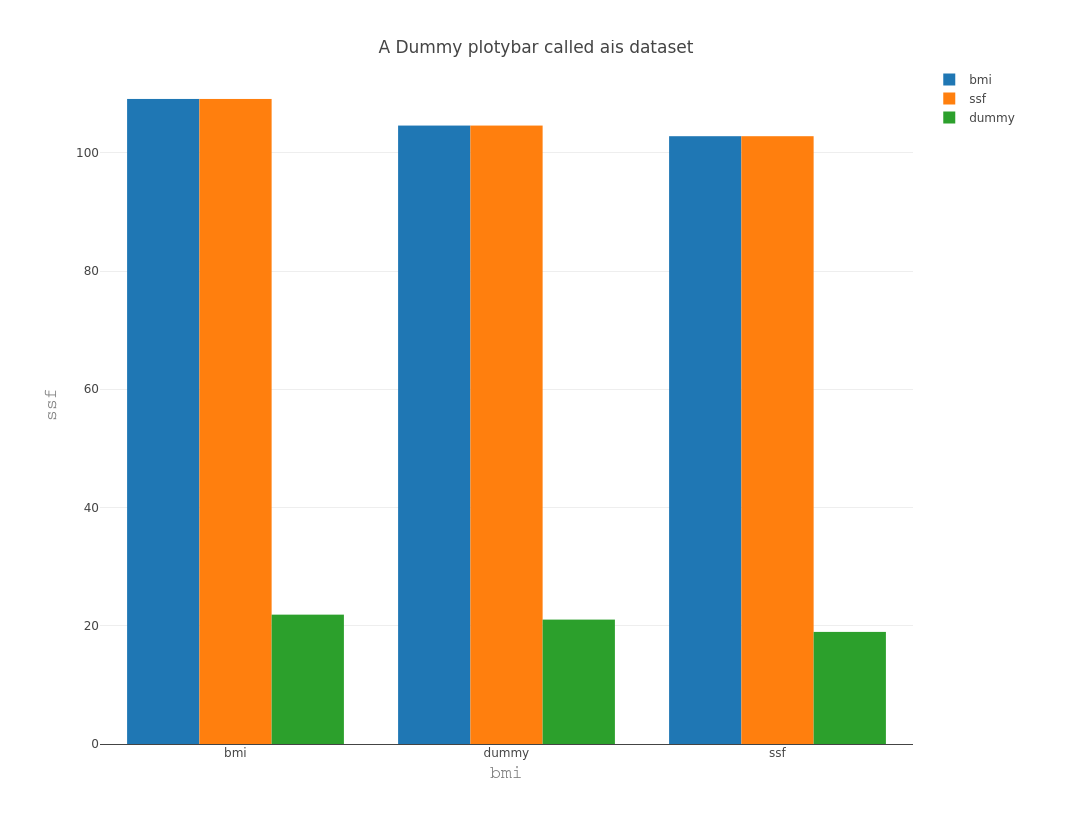 A Dummy plotybar called ais dataset
bmi
ssf
dummy
100
80
60
40
20
0
ssf
bmi
dummy
ssf
bmi